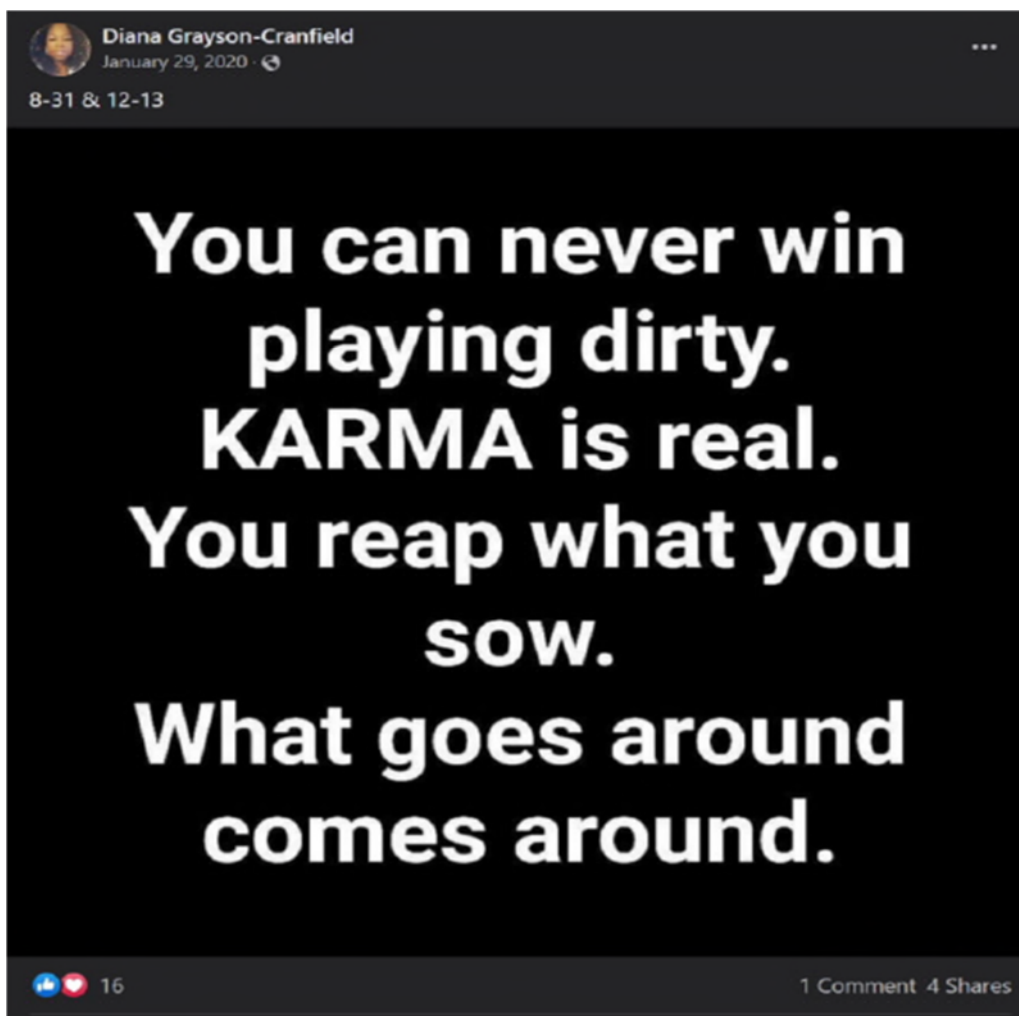 Diana Grayson-Cranfield
January 29, 2020 ·
8-31 & 12-13
You can never win
playing dirty.
KARMA is real.
You reap what you
sow.
What goes around
comes around.
16
1 Comment 4 Shares